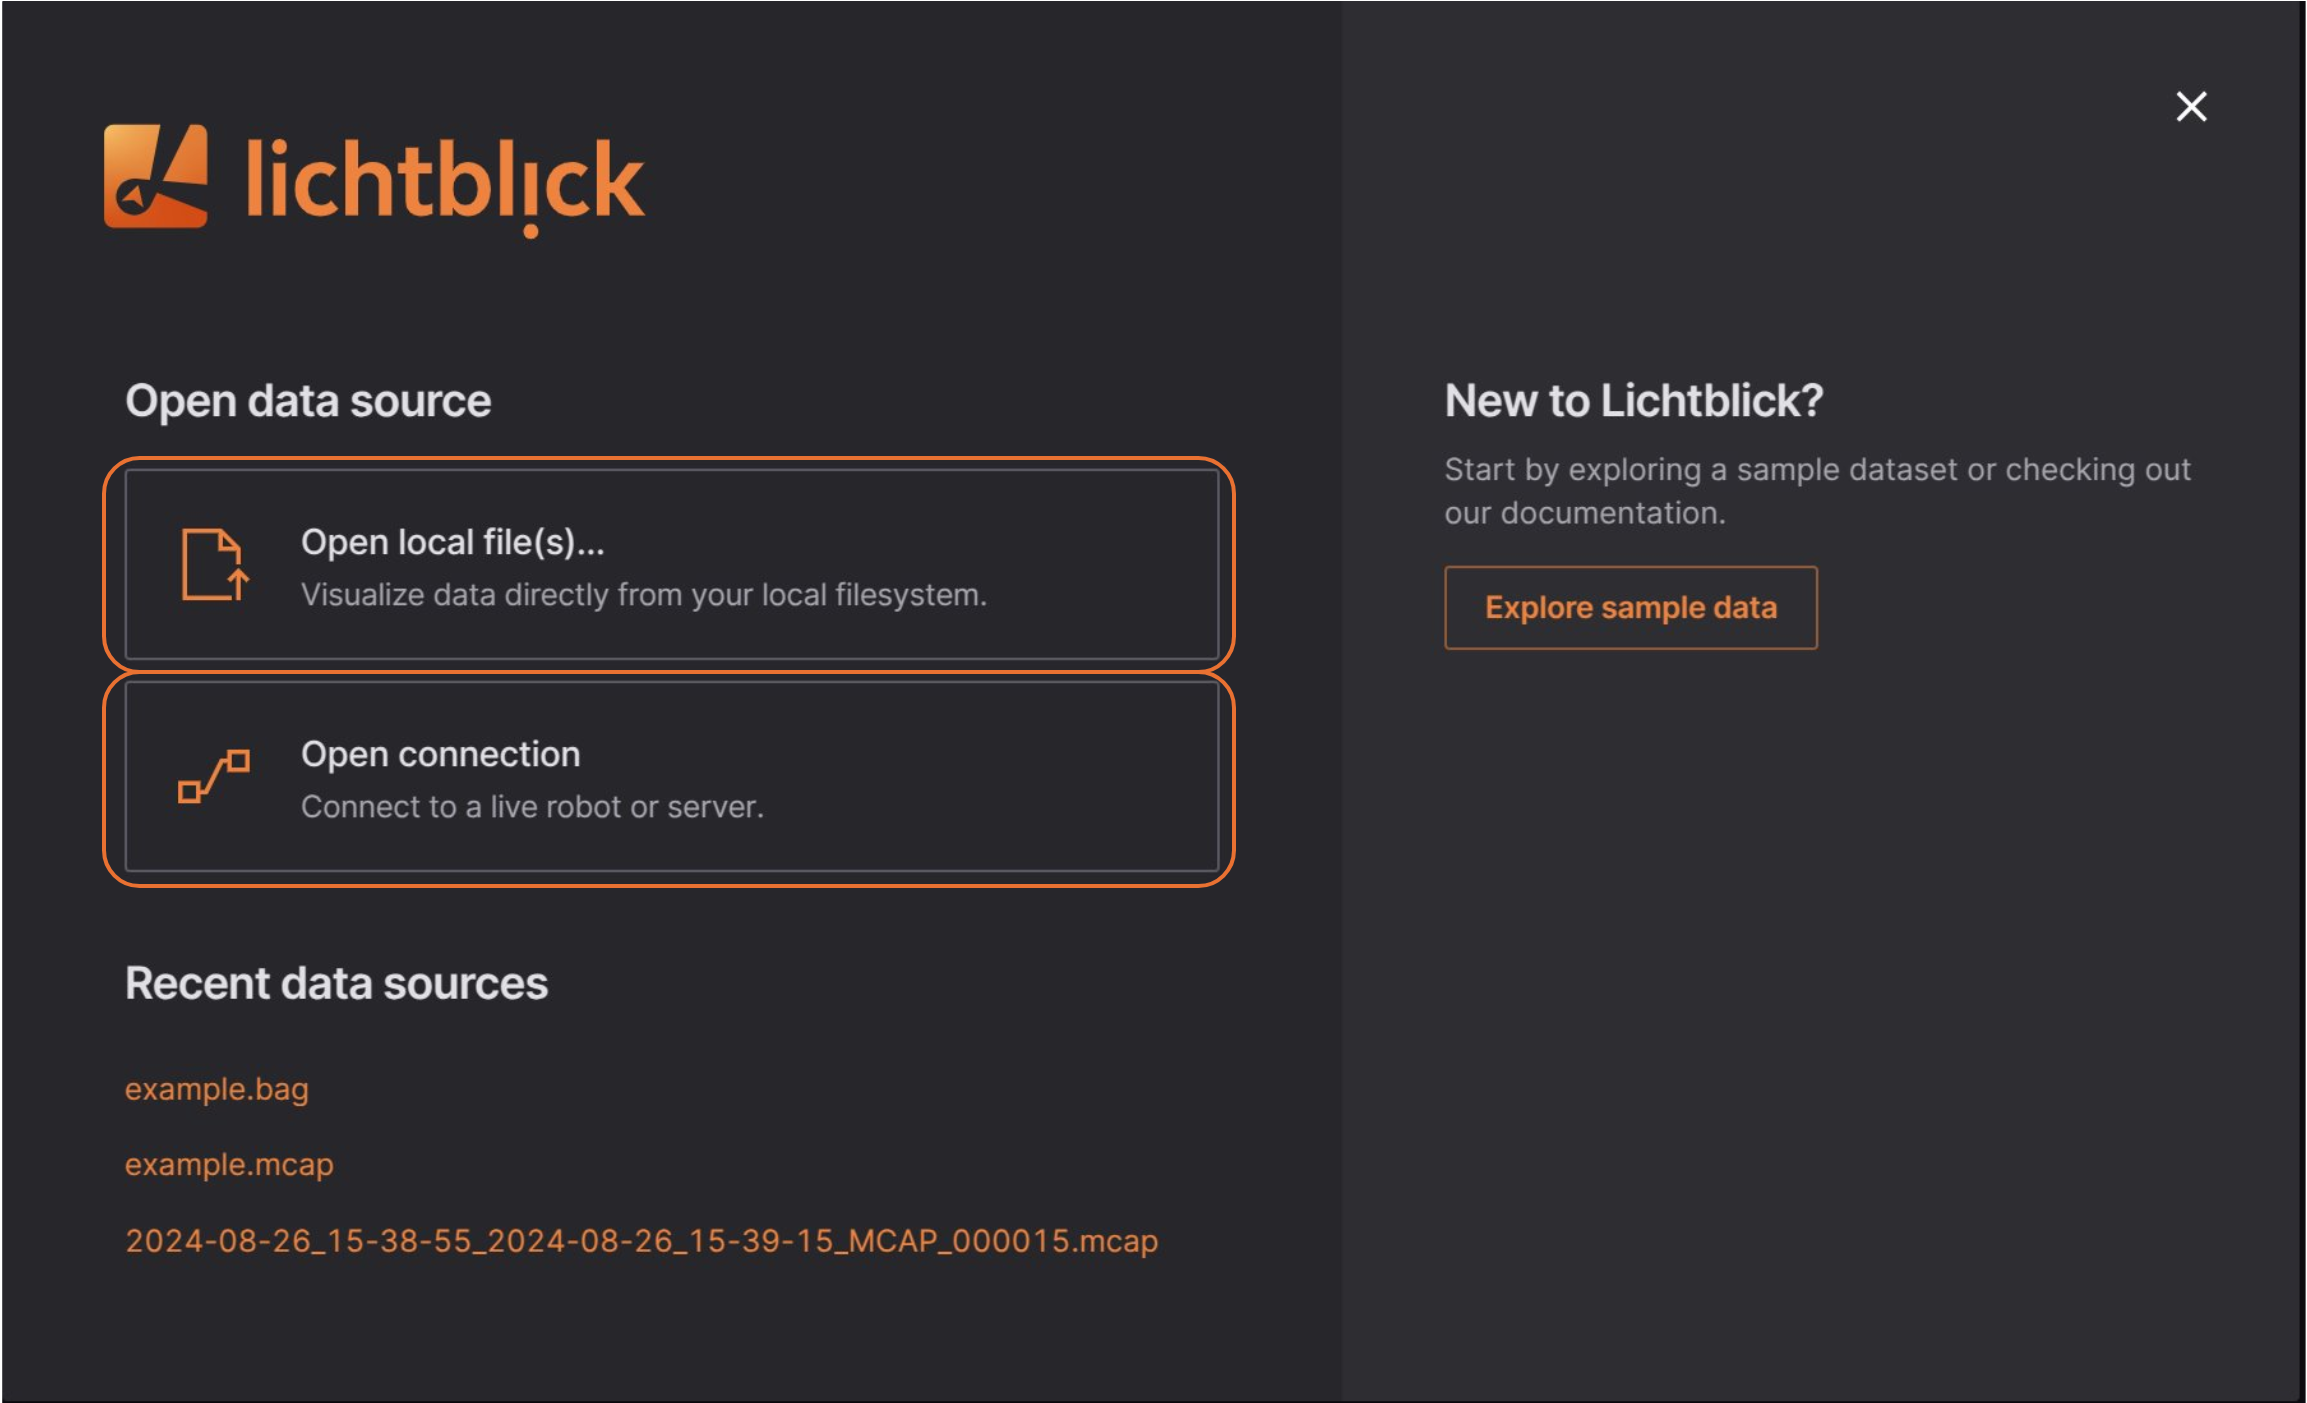 lichtblick
Open data source
Open local file(s)...
Visualize data directly from your local filesystem.
Open connection
Connect to a live robot or server.
Recent data sources
example.bag
example.mcap
2024-08-26_15-38-55_2024-08-26_15-39-15_MCAP_000015.mcap
New to Lichtblick?
Start by exploring a sample dataset or checking out
our documentation.
Explore sample data